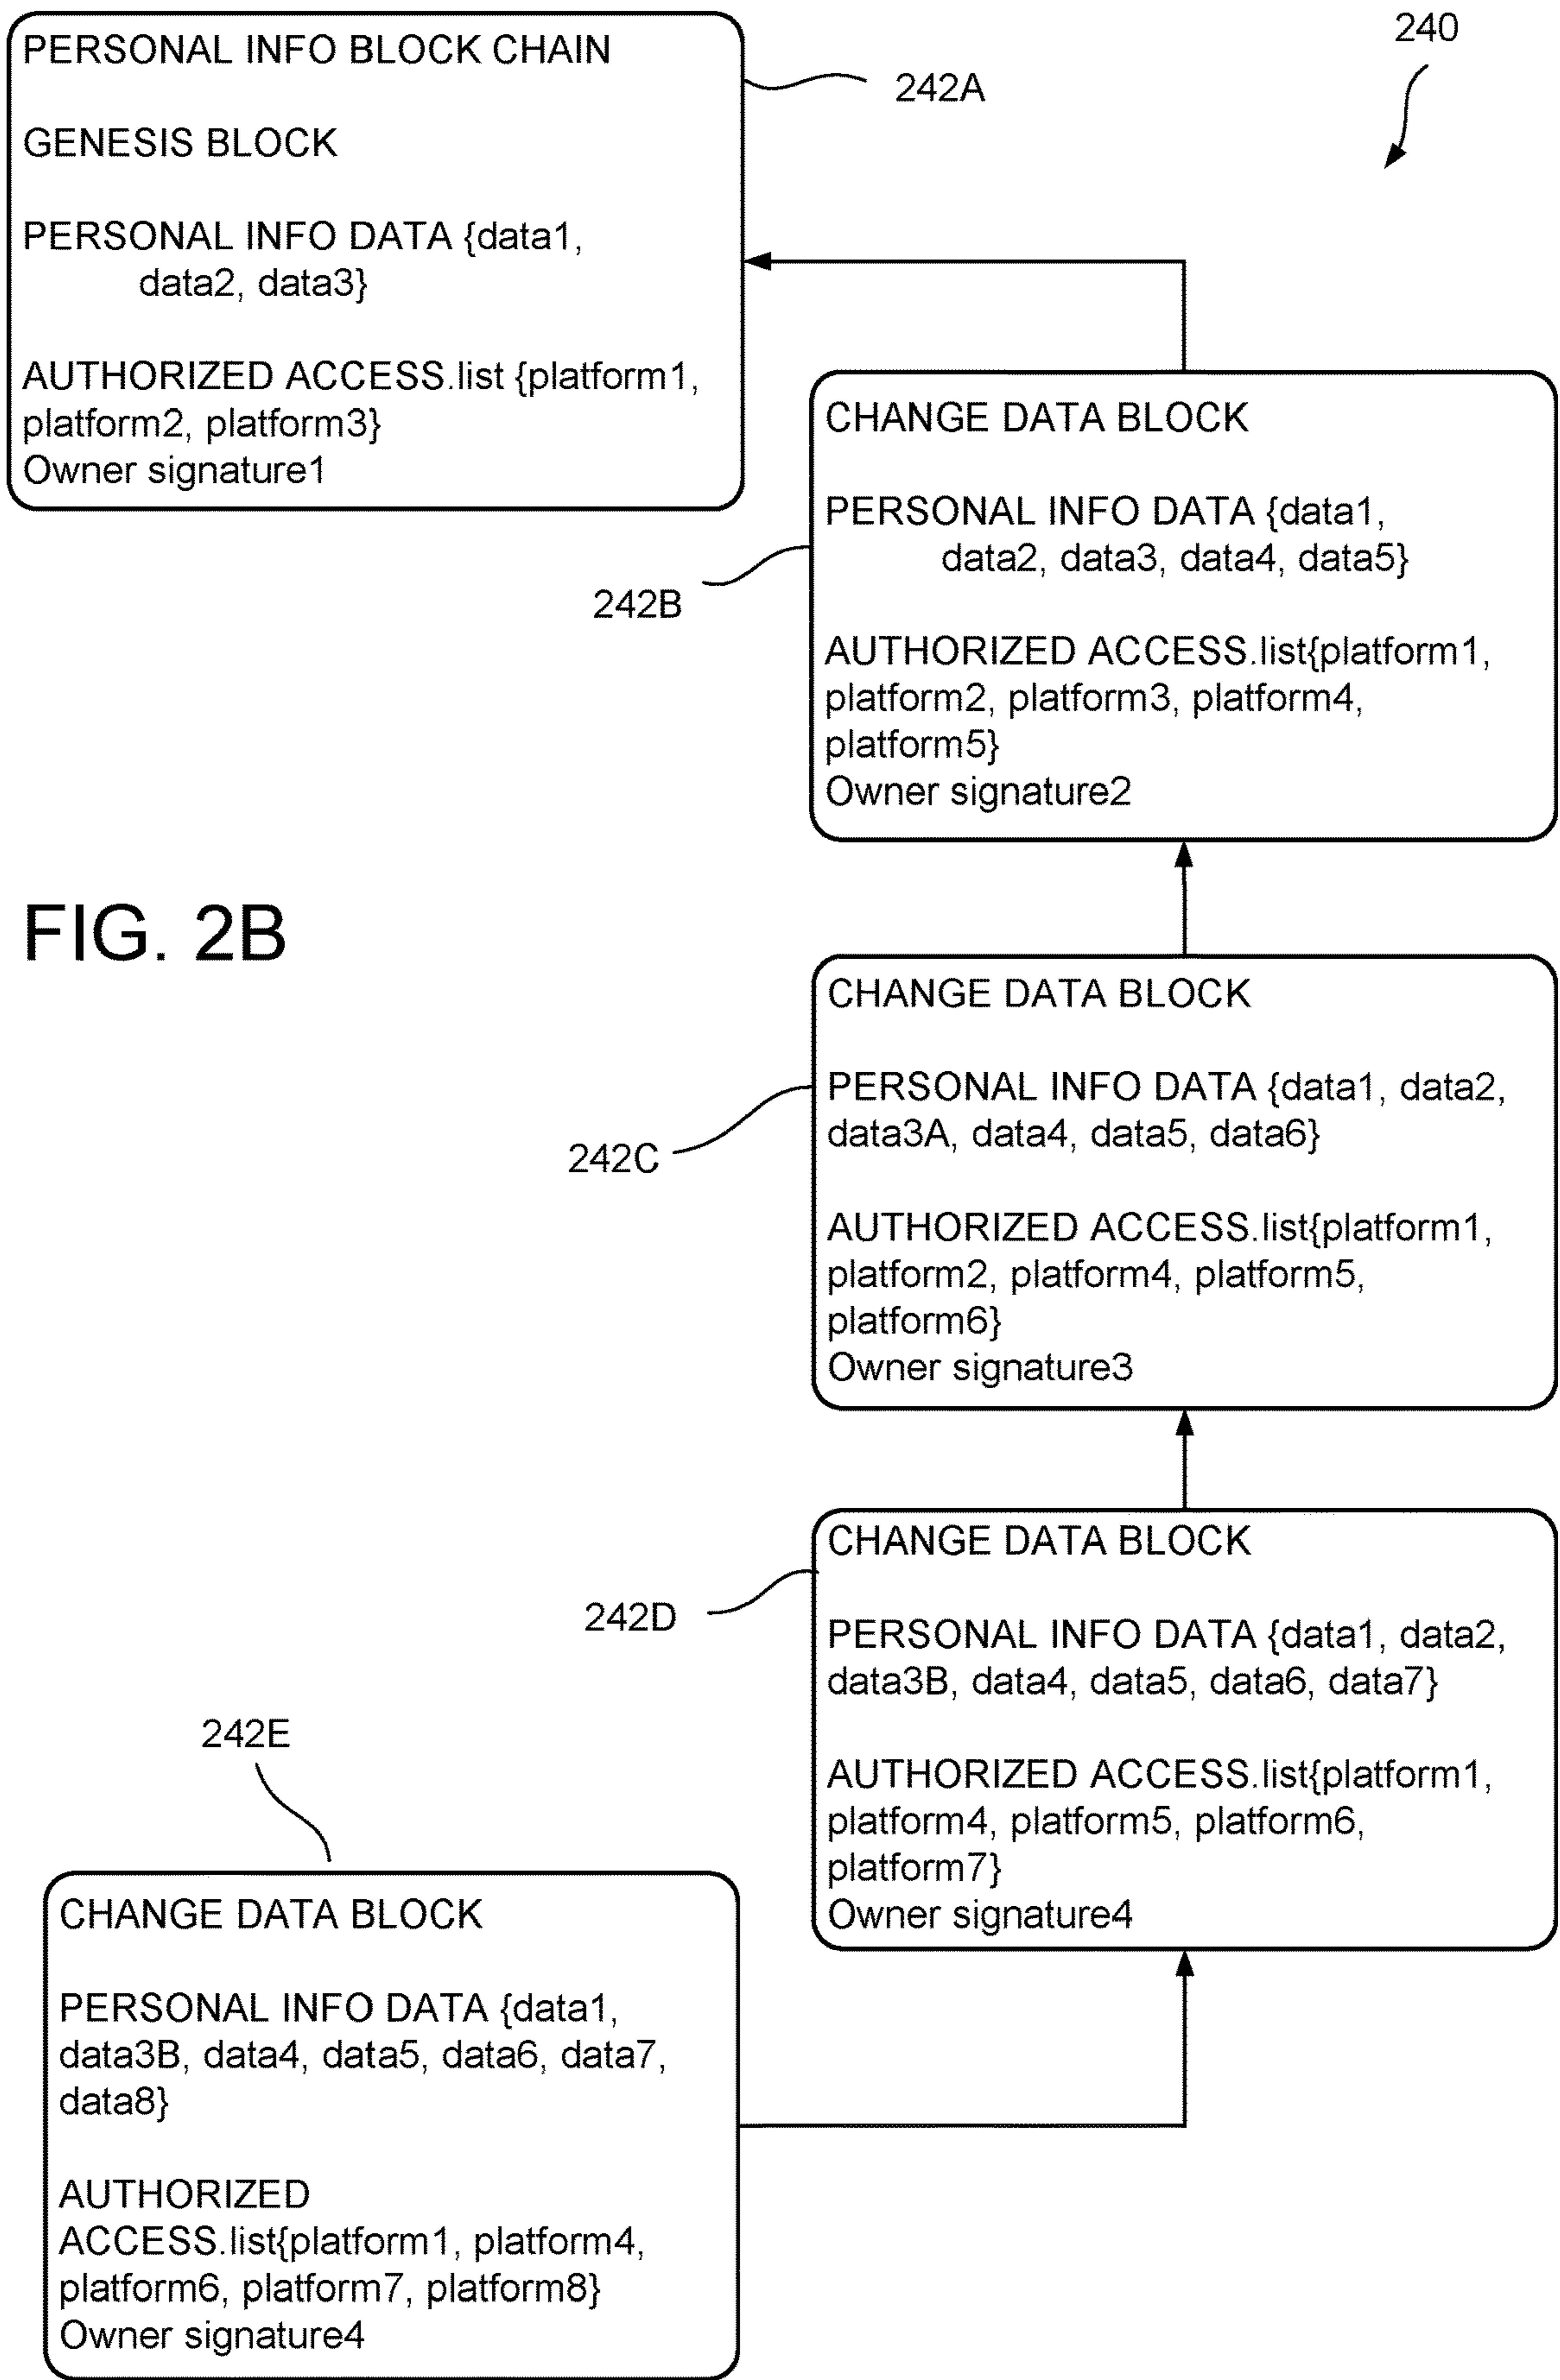 240
PERSONAL INFO BLOCK CHAIN
242A
GENESIS BLOCK
PERSONAL INFO DATA {data1,
data2, data3}
AUTHORIZED ACCESS.list {platform1,
platform2, platform3}
Owner signature1
CHANGE DATA BLOCK
PERSONAL INFO DATA {data1,
data2, data3, data4, data5}
242B
AUTHORIZED ACCESS.list{platform1,
platform2, platform3, platform4,
platform5}
Owner signature2
FIG. 2B
CHANGE DATA BLOCK
PERSONAL INFO DATA {data1, data2,
data3A, data4, data5, data6}
242C
AUTHORIZED ACCESS.list{platform1,
platform2, platform4, platform5,
platform6}
Owner signature3
CHANGE DATA BLOCK
242D
PERSONAL INFO DATA {data1, data2,
data3B, data4, data5, data6, data7}
AUTHORIZED ACCESS.list{platform1,
platform4, platform5, platform6,
platform7}
Owner signature4
242E
CHANGE DATA BLOCK
PERSONAL INFO DATA {data1,
data3B, data4, data5, data6, data7,
data8}
AUTHORIZED
ACCESS.list{platform1, platform4,
platform6, platform7, platform8}
Owner signature4